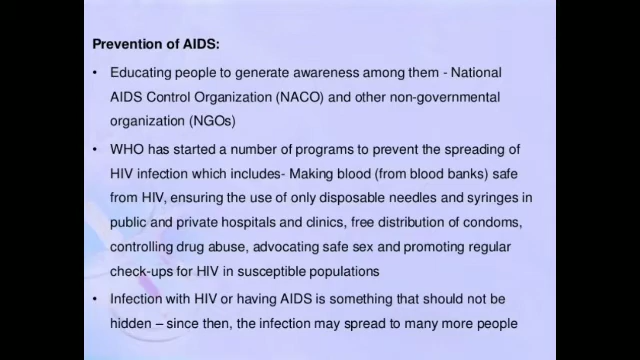 Prevention of AIDS:
• Educating people to generate awareness among them - National
AIDS Control Organization (NACO) and other non-governmental
organization (NGOs)
• WHO has started a number of programs to prevent the spreading of
HIV infection which includes- Making blood (from blood banks) safe
from HIV, ensuring the use of only disposable needles and syringes in
public and private hospitals and clinics, free distribution of condoms,
controlling drug abuse, advocating safe sex and promoting regular
check-ups for HIV in susceptible populations
• Infection with HIV or having AIDS is something that should not be
hidden – since then, the infection may spread to many more people